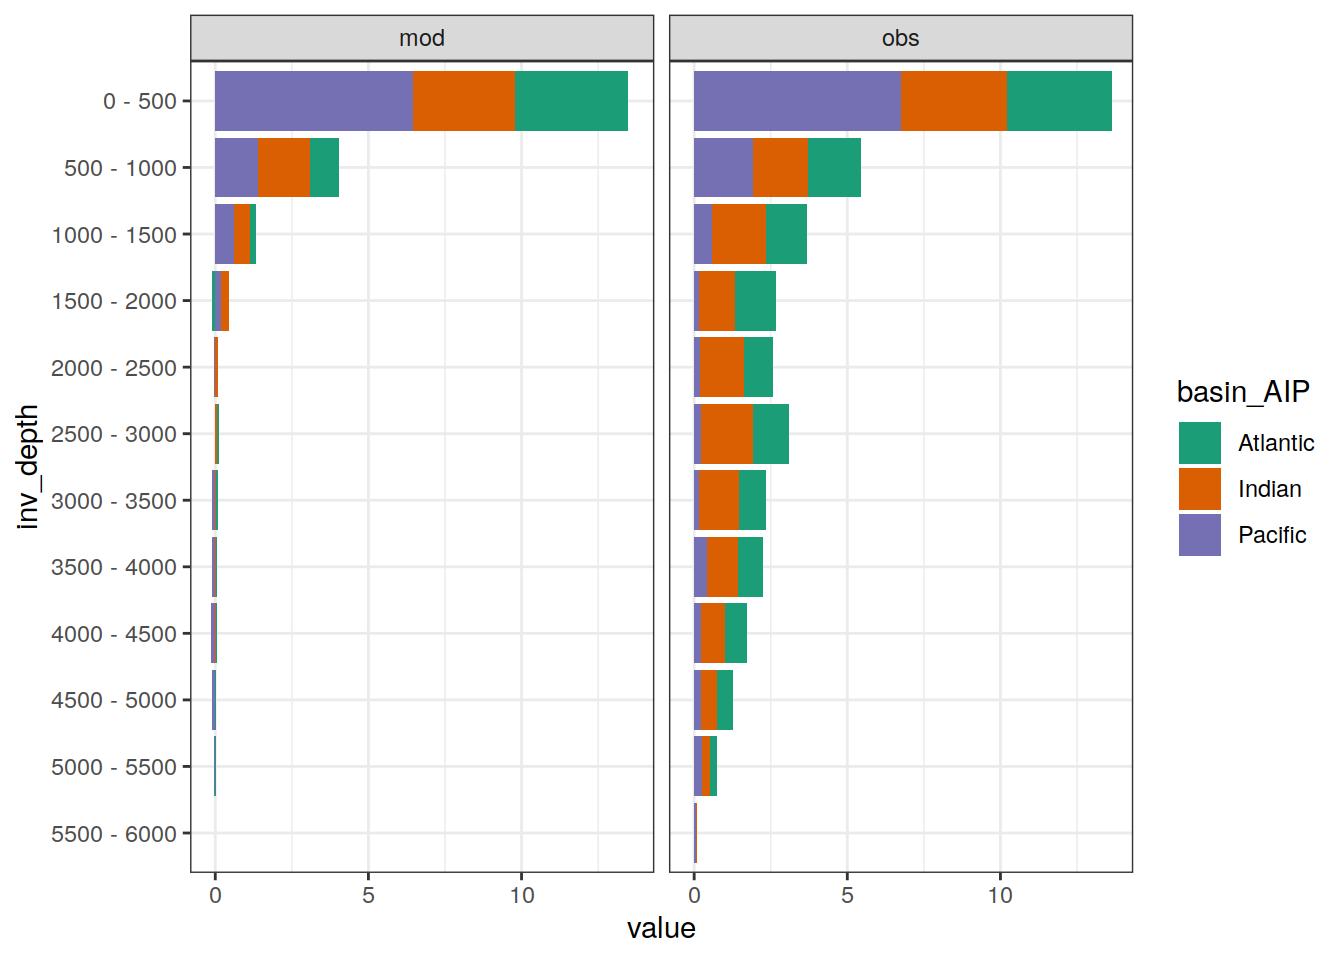 mod
obs
0 - 500
500 - 1000
1000 - 1500
1500 - 2000
2000 - 2500
2500 - 3000
3000 - 3500
3500 - 4000
4000 - 4500
4500 - 5000
5000 - 5500
5500 - 6000
inv_depth
0 5 10
0 5 10
value
basin_AIP
Atlantic
Indian
Pacific